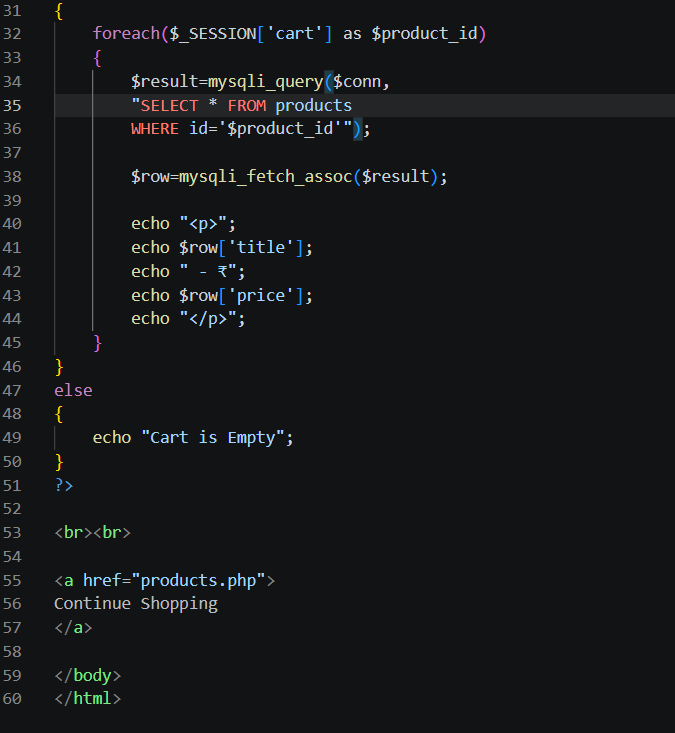 31 {
32 foreach($_SESSION['cart'] as $product_id)
33 {
34 $result=mysqli_query($conn,
35 "SELECT * FROM products
36 WHERE id='$product_id'");
37
38 $row=mysqli_fetch_assoc($result);
39
40 echo "<p>";
41 echo $row['title'];
42 echo " - ₹";
43 echo $row['price'];
44 echo "</p>";
45 }
46 }
47 else
48 {
49 echo "Cart is Empty";
50 }
51 ?>
52
53 <br><br>
54
55 <a href="products.php">
56 Continue Shopping
57 </a>
58
59 </body>
60 </html>